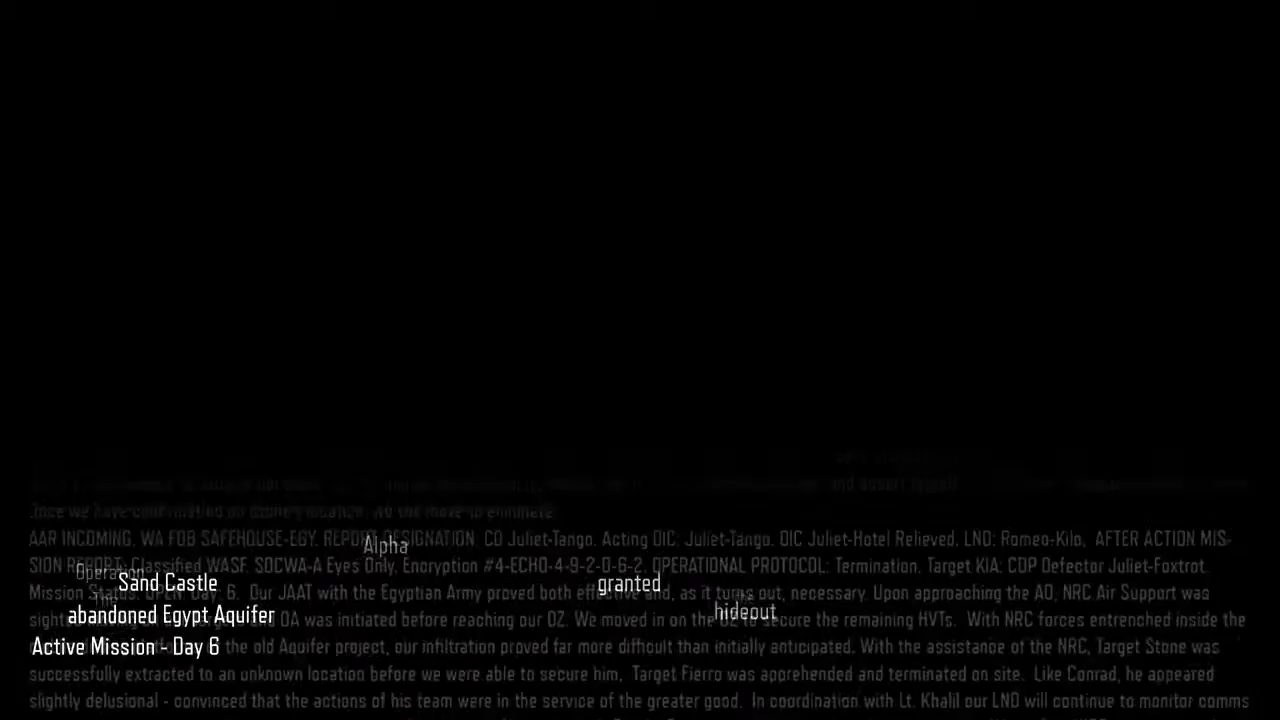 once we have confirmation on Stone's location. We the move to eliminate.
AAR INCOMING. WA FOB SAFEHOUSE-EGY. REPORT DESIGNATION: CO Juliet-Tango. Acting OIC: Juliet-Tango. OIC Juliet-Hotel Relieved. LNO: Romeo-Kilo. AFTER ACTION MIS-
Alpha
SION REPORT: Classified WASF. SOCWA-A Eyes Only, Encryption #4-ECHO-4-9-2-0-6-2. OPERATIONAL PROTOCOL: Termination. Target KIA: CDP Defector Juliet-Foxtrot.
Operation
Sand Castle
granted
Mission Status: OPEN Day: 6. Our JAAT with the Egyptian Army proved both effective and, as it turns out, necessary. Upon approaching the AO, NRC Air Support was
The
abandoned Egypt Aquifer
hideout
OA was initiated before reaching our OZ. We moved in on the to secure the remaining HVTs. With NRC forces entrenched inside the
Active Mission - Day 6
the old Aquifer project, our infiltration proved far more difficult than initially anticipated. With the assistance of the NRC, Target Stone was
successfully extracted to an unknown location before we were able to secure him, Target Fierro was apprehended and terminated on site. Like Conrad, he appeared
slightly delusional - convinced that the actions of his team were in the service of the greater good. In coordination with Lt. Khalil our LNO will continue to monitor comms